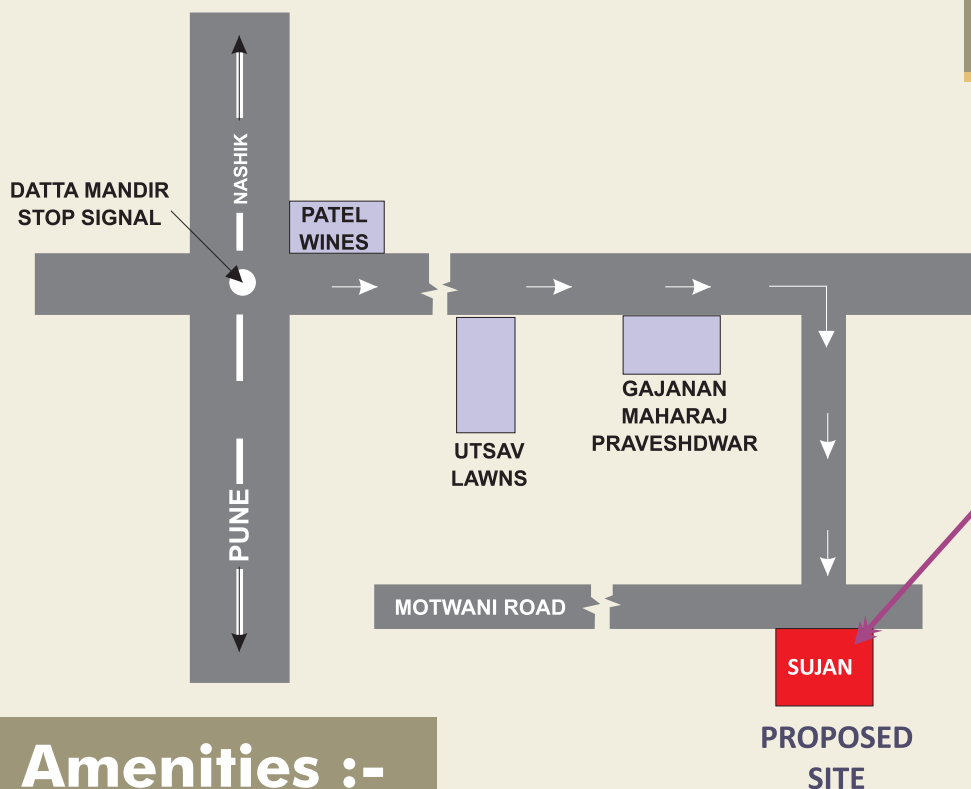 NASHIK
DATTA MANDIR
STOP SIGNAL
PATEL
WINES
UTSAV
LAWNS
GAJANAN
MAHARAJ
PRAVESHDWAR
PUNE
MOTWANI ROAD
SUJAN
PROPOSED
SITE
Amenities :-